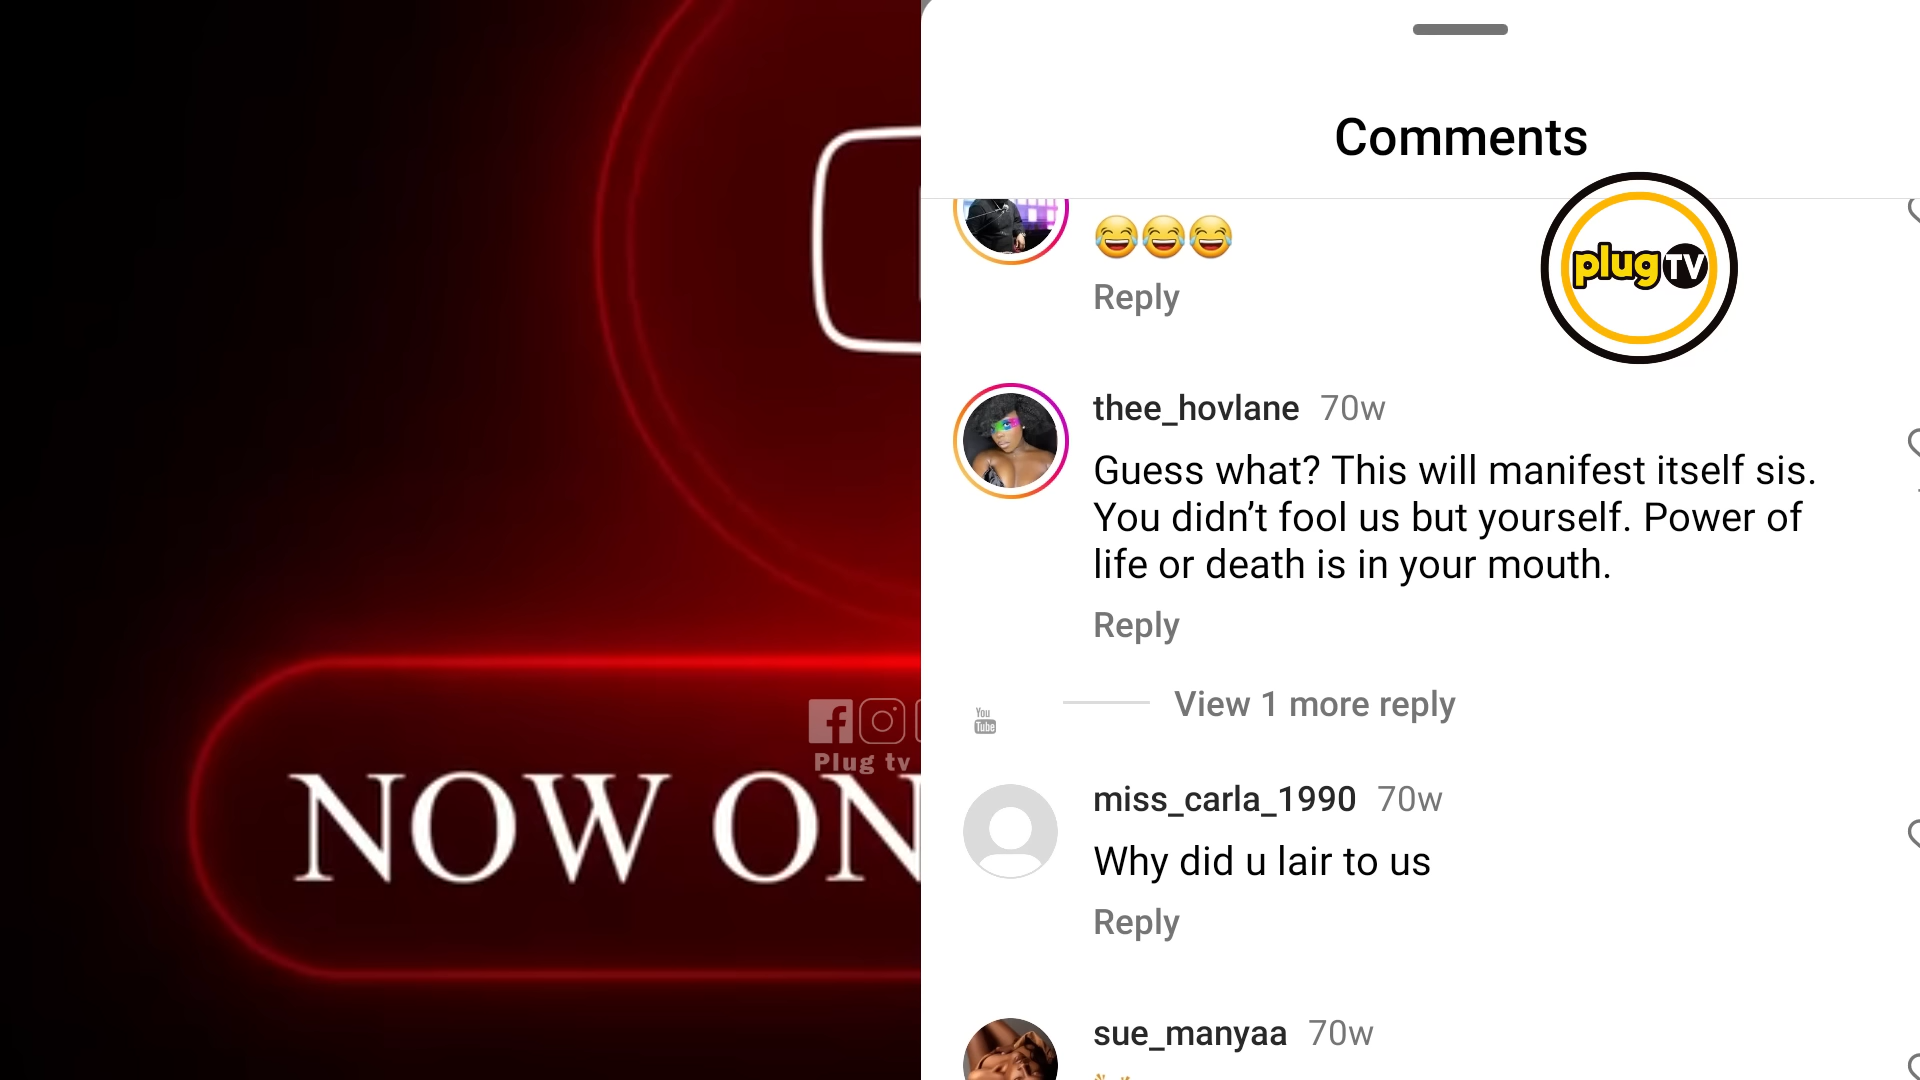 Comments
😂😂😂
Reply
plug TV
thee_hovlane 70w
Guess what? This will manifest itself sis.
You didn’t fool us but yourself. Power of
life or death is in your mouth.
Reply
View 1 more reply
You
Tube
Plug tv
NOW ON
miss_carla_1990 70w
Why did u lair to us
Reply
sue_manyaa 70w